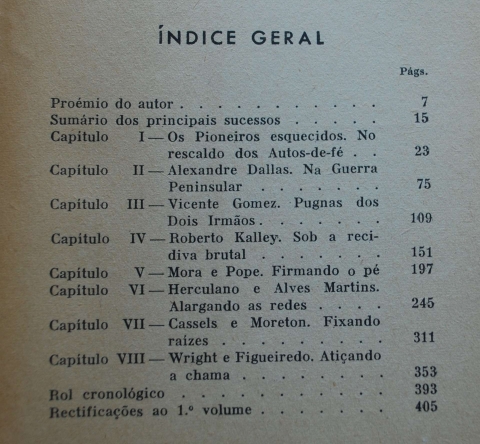 ÍNDICE GERAL
Págs.
Proémio do autor . . . . . . . . . . . 7
Sumário dos principais sucessos . . . . . 15
Capítulo I — Os Pioneiros esquecidos. No
rescaldo dos Autos-de-fé . . 23
Capítulo II — Alexandre Dallas. Na Guerra
Peninsular . . . . . . 75
Capítulo III — Vicente Gomez. Pugnas dos
Dois Irmãos . . . . . . 109
Capítulo IV — Roberto Kalley. Sob a reci-
diva brutal . . . . . . 151
Capítulo V — Mora e Pope. Firmando o pé 197
Capítulo VI — Herculano e Alves Martins.
Alargando as redes . . . . 245
Capítulo VII — Cassels e Moreton. Fixando
raízes . . . . . . . . 311
Capítulo VIII — Wright e Figueiredo. Atiçando
a chama . . . . . . . 353
Rol cronológico . . . . . . . . . . . 393
Rectificações ao 1.º volume . . . . . . 405